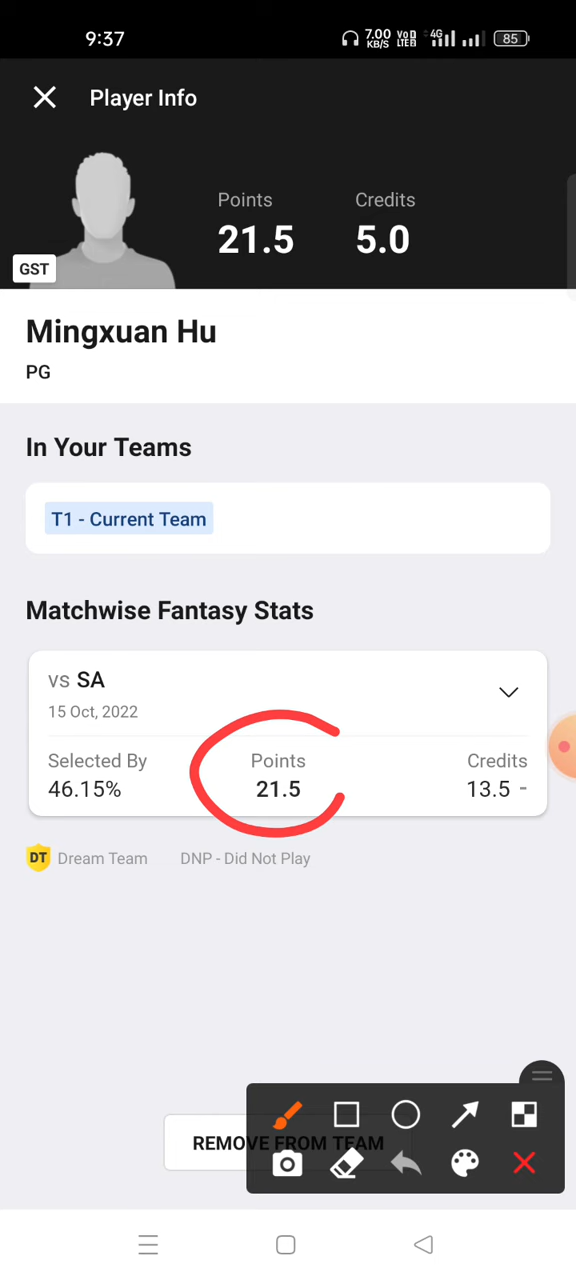 9:37
7.00 KB/S
VoD LTE
4G
85
Player Info
Points
Credits
21.5
5.0
GST
Mingxuan Hu
PG
In Your Teams
T1 - Current Team
Matchwise Fantasy Stats
vs SA
15 Oct, 2022
Selected By
Points
Credits
46.15%
21.5
13.5 -
DT Dream Team
DNP - Did Not Play
REMOVE FROM TEAM